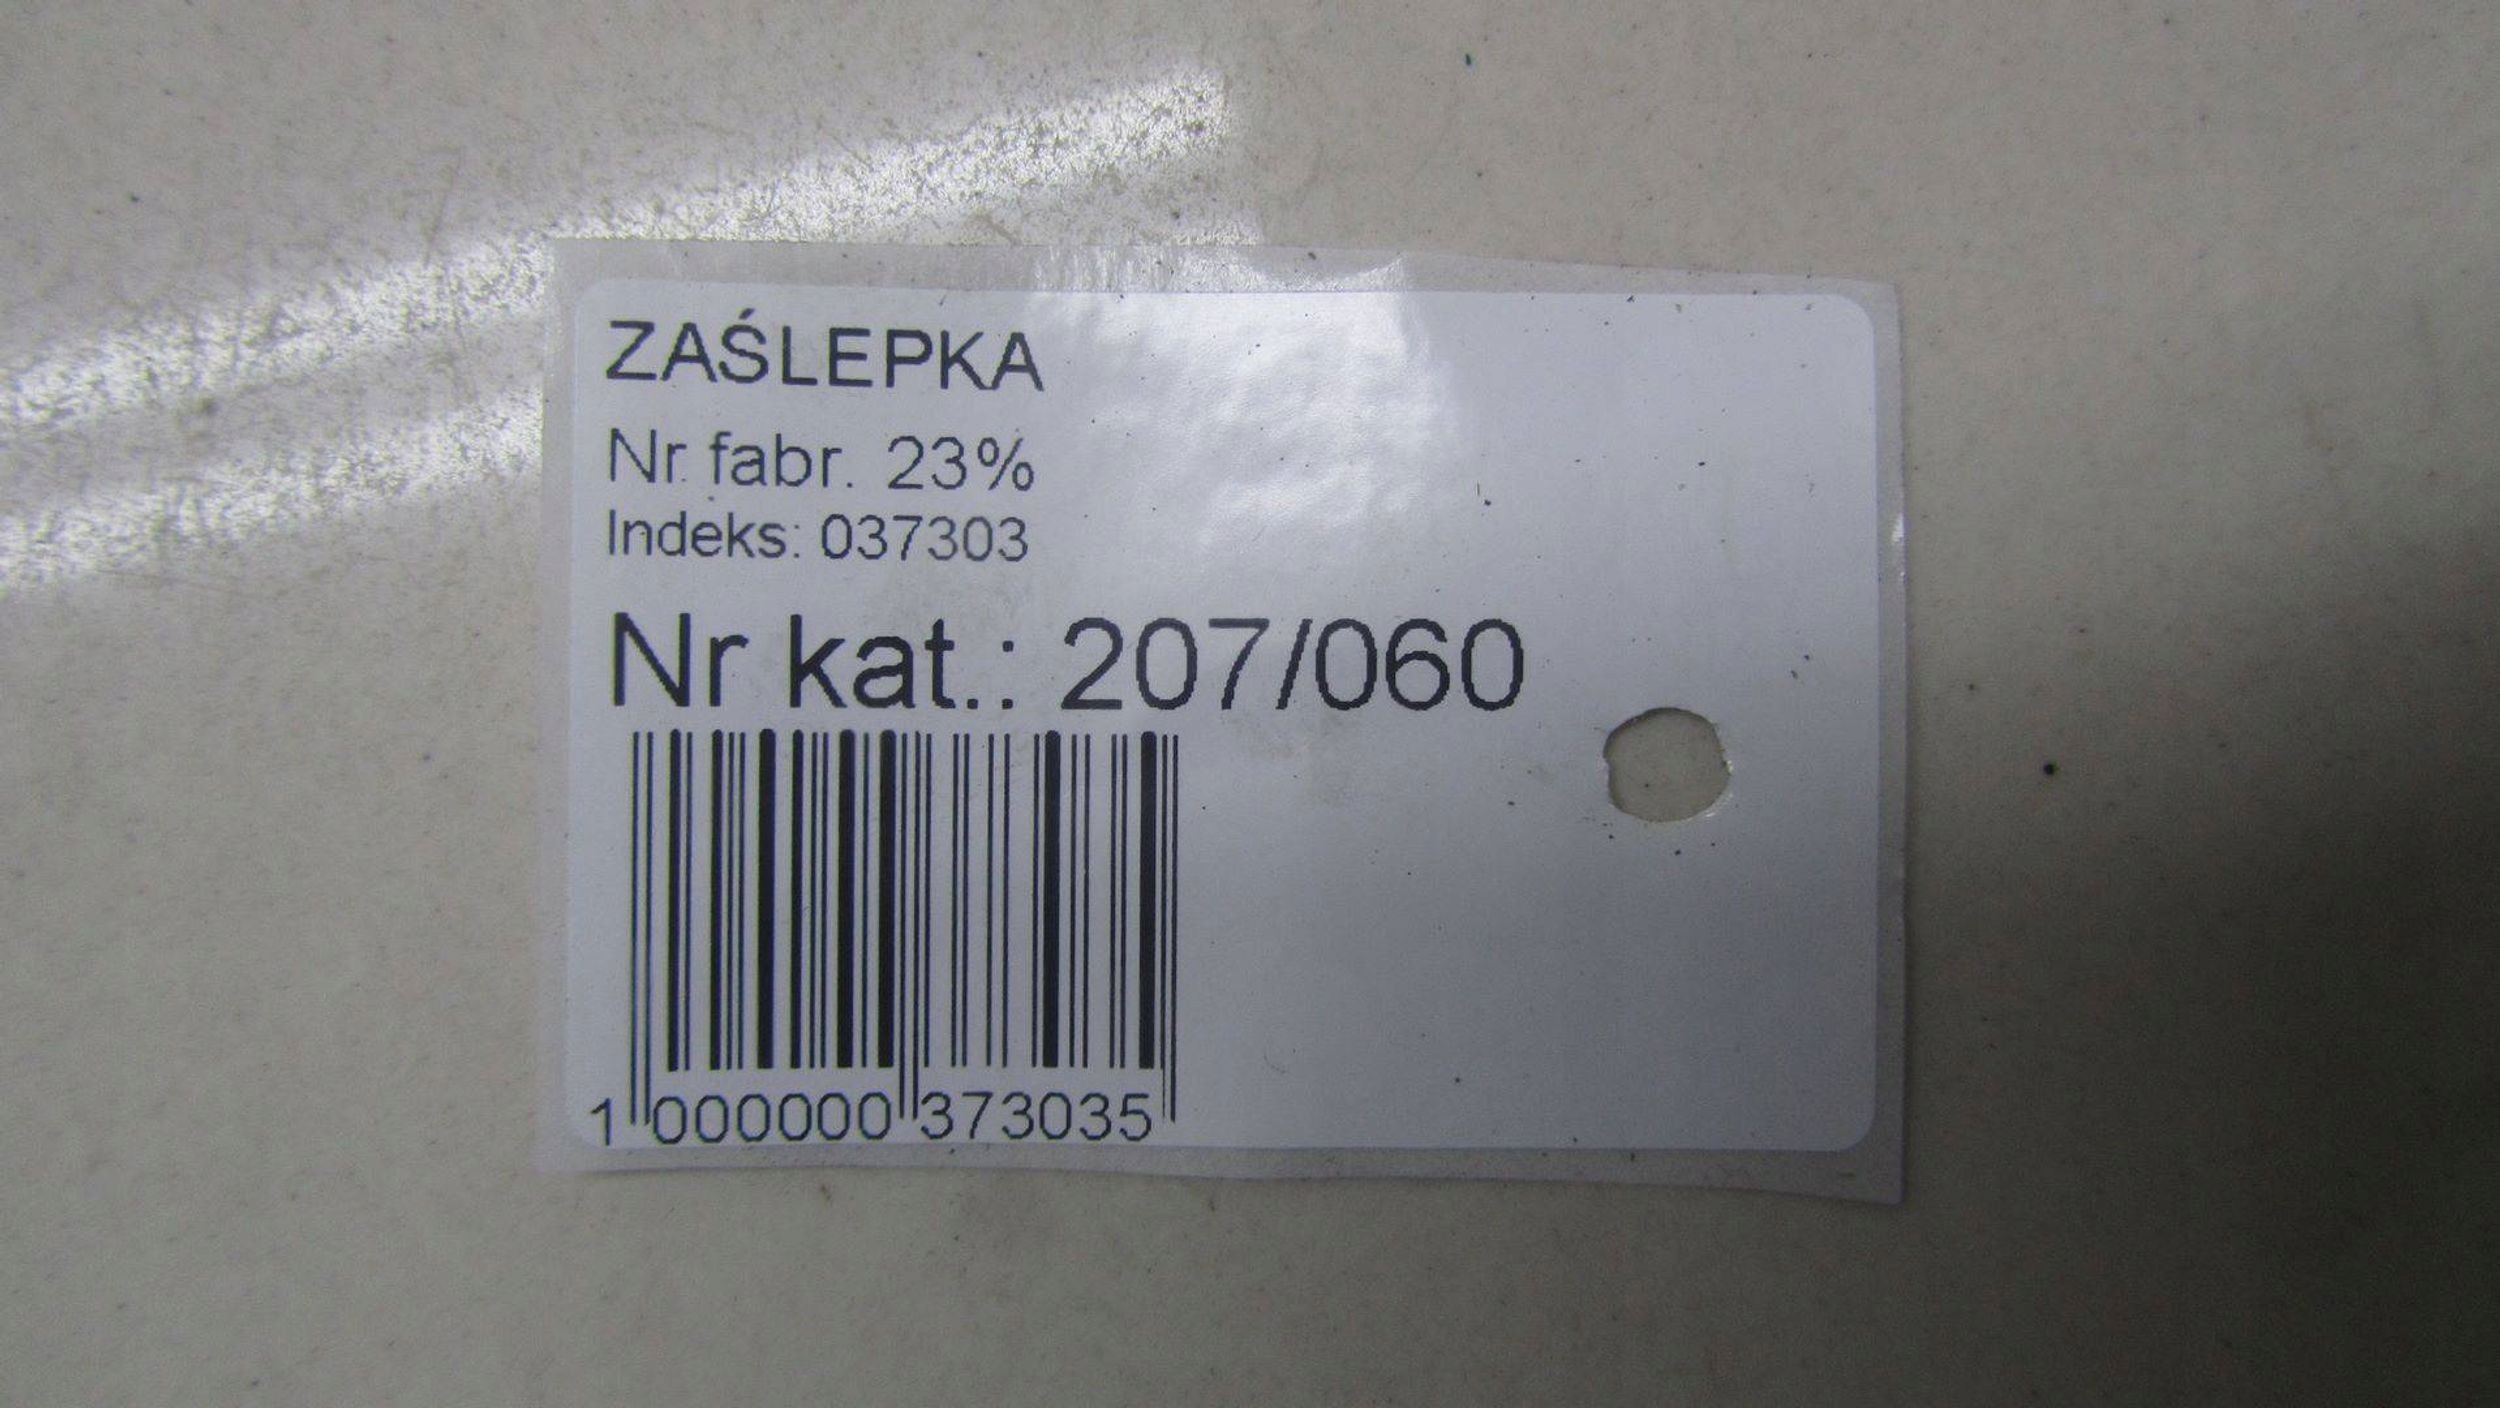 ZAŚLEPKA
Nr fabr. 23%
Indeks: 037303
Nr kat.: 207/060
1 000000 373035